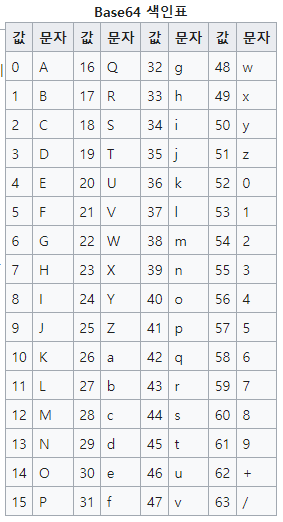 Base64 색인표
값 문자 값 문자 값 문자 값 문자
0 A 16 Q 32 g 48 w
1 B 17 R 33 h 49 x
2 C 18 S 34 i 50 y
3 D 19 T 35 j 51 z
4 E 20 U 36 k 52 0
5 F 21 V 37 l 53 1
6 G 22 W 38 m 54 2
7 H 23 X 39 n 55 3
8 I 24 Y 40 o 56 4
9 J 25 Z 41 p 57 5
10 K 26 a 42 q 58 6
11 L 27 b 43 r 59 7
12 M 28 c 44 s 60 8
13 N 29 d 45 t 61 9
14 O 30 e 46 u 62 +
15 P 31 f 47 v 63 /